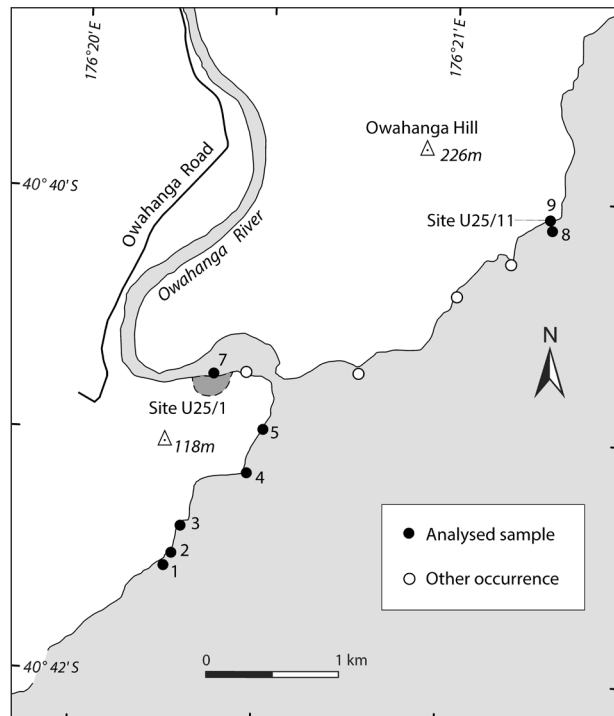 176°20' E
176°21' E
Owahanga Hill
226m
Owahanga Road
40°40' S
Owahanga River
9
Site U25/11
8
N
7
Site U25/1
118m
5
4
3
2
1
Analysed sample
Other occurrence
0 1 km
40°42' S